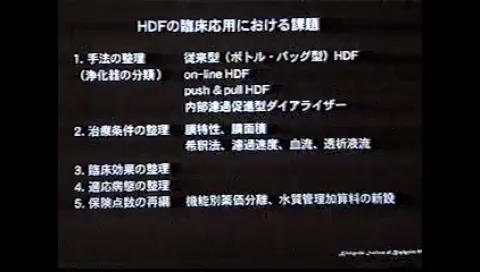 HDFの臨床応用における課題
1. 手法の整理 従来型（ボトル・バッグ型）HDF
（浄化器の分類） on-line HDF
push & pull HDF
内部濾過促進型ダイアライザー
2. 治療条件の整理 膜特性、膜面積
希釈法、濾過速度、血流、透析液流
3. 臨床効果の整理
4. 適応病態の整理
5. 保険点数の再編 機能別薬価分離、水質管理加算料の新設